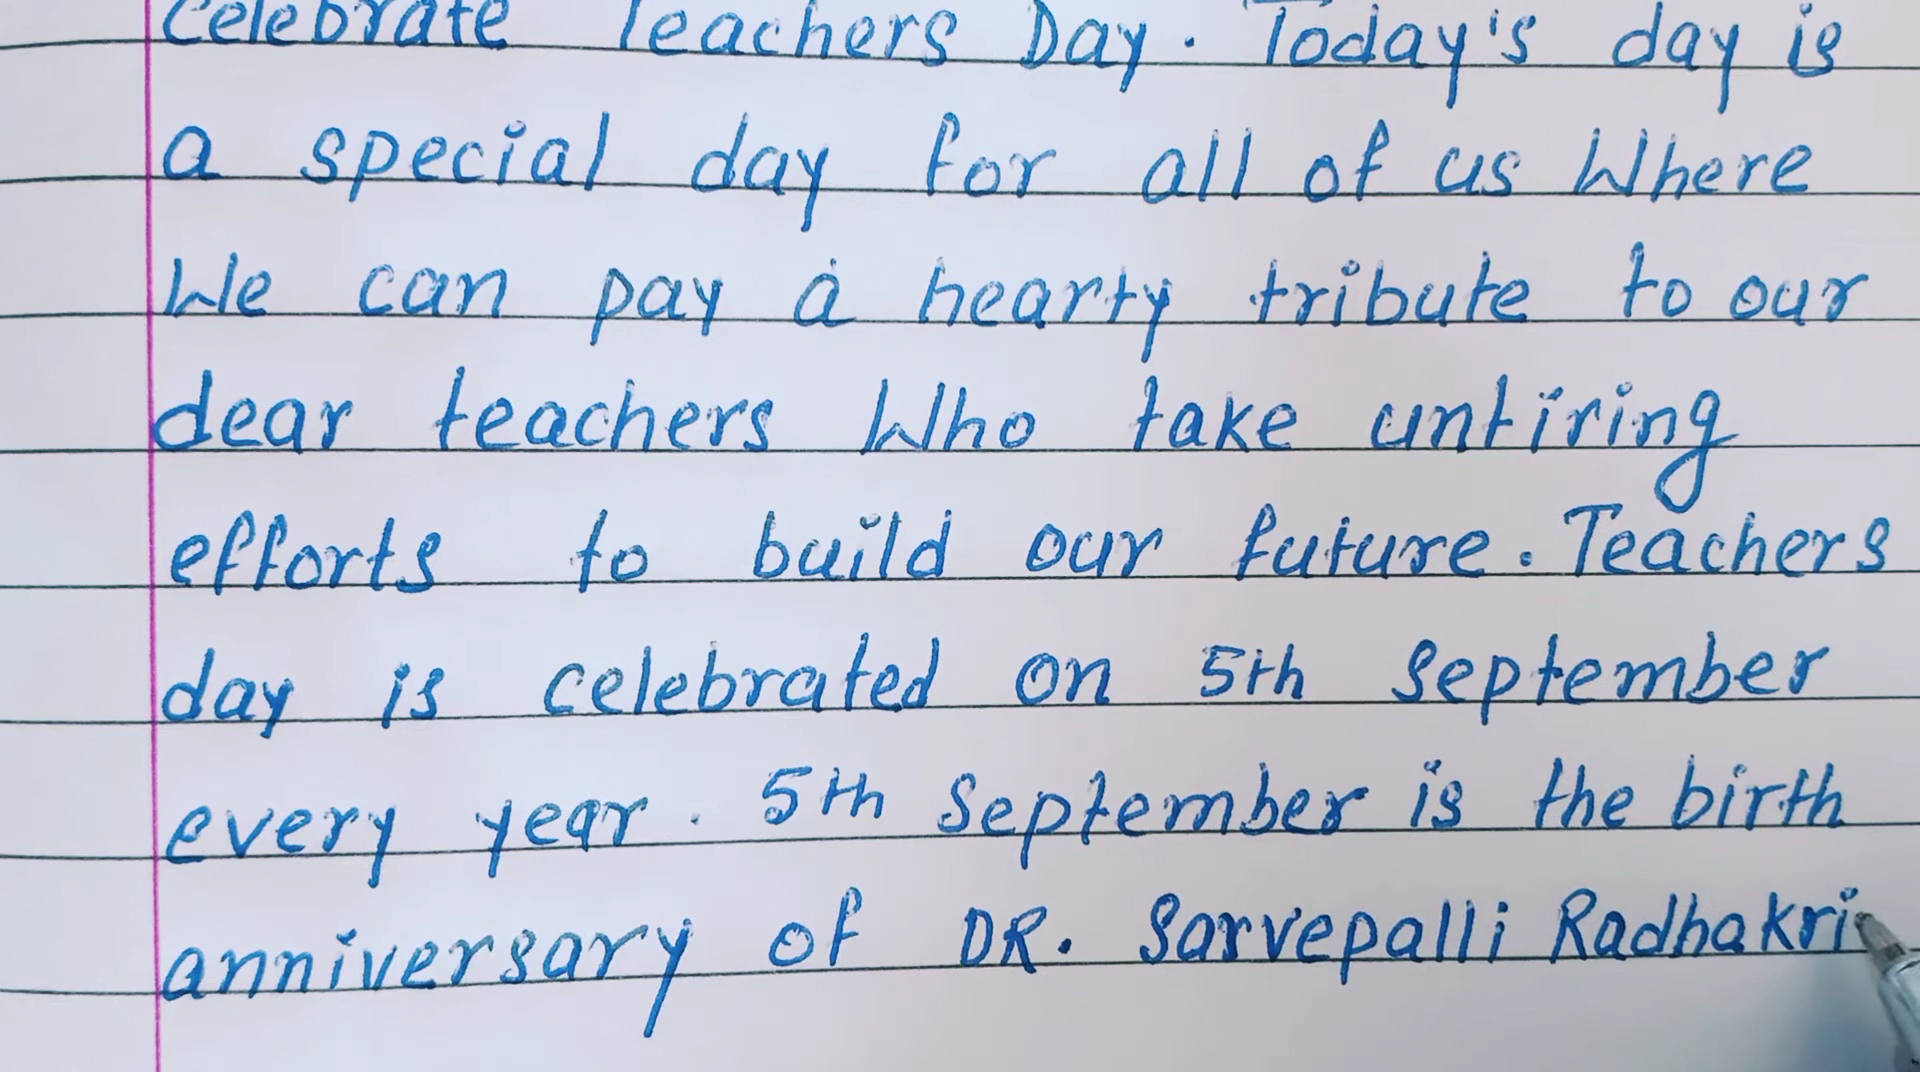 celebrate Teachers Day. Today's day is
a special day for all of us Where
We can pay a hearty tribute to our
dear teachers Who take untiring
efforts to build our future. Teachers
day is celebrated on 5th September
every year. 5th September is the birth
anniversary of DR. Sarvepalli Radhakri